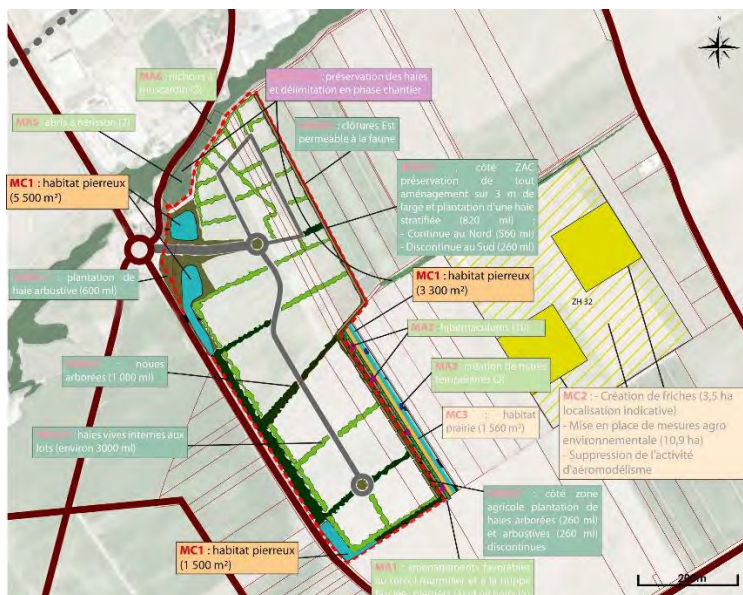 N
MA6 : nichoirs à
muscardin (2)
: préservation des haies
et délimitation en phase chantier
MA5 : abris à hérisson (2)
: clôtures Est
perméable à la faune
MC1 : habitat pierreux
(5 500 m²)
: côté ZAC
préservation de tout
aménagement sur 3 m de
large et plantation d'une haie
stratifiée (820 ml) :
- Continue au Nord (560 ml)
- Discontinue au Sud (260 ml)
: plantation de
haie arbustive (600 ml)
MC1 : habitat pierreux
(3 300 m²)
ZH 32
MA2 : hibernaculum (10)
: noues
arborées (1 000 ml)
MA3 : création de mares
temporaires (2)
MC2 : - Création de friches (3,5 ha
localisation indicative)
- Mise en place de mesures agro
environnementale (10,9 ha)
- Suppression de l'activité
d'aéromodélisme
MC3 : habitat
prairie (1 560 m²)
: haies vives internes aux
lots (environ 3000 ml)
: côté zone
agricole plantation de
haies arborées (260 ml)
et arbustives (260 ml)
discontinues
MC1 : habitat pierreux
(1 500 m²)
MA1 : aménagements favorables
au torcol fourmilier et à la huppe